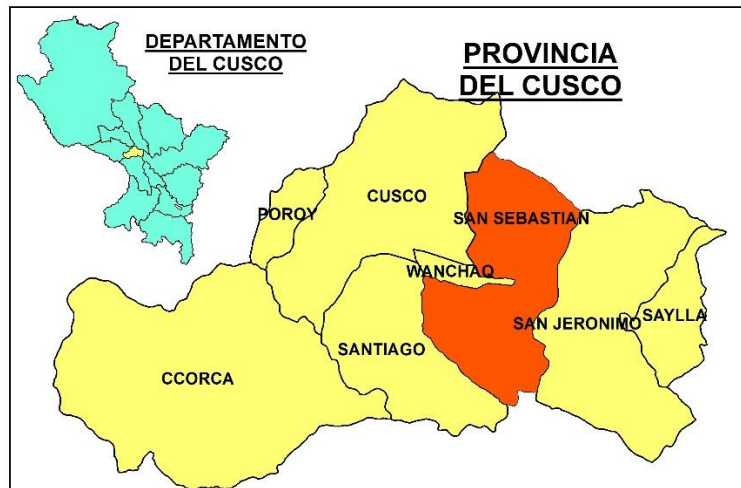 DEPARTAMENTO
DEL CUSCO
PROVINCIA
DEL CUSCO
POROY
CUSCO
SAN SEBASTIAN
WANCHAQ
SAN JERONIMO
SAYLLA
SANTIAGO
CCORCA